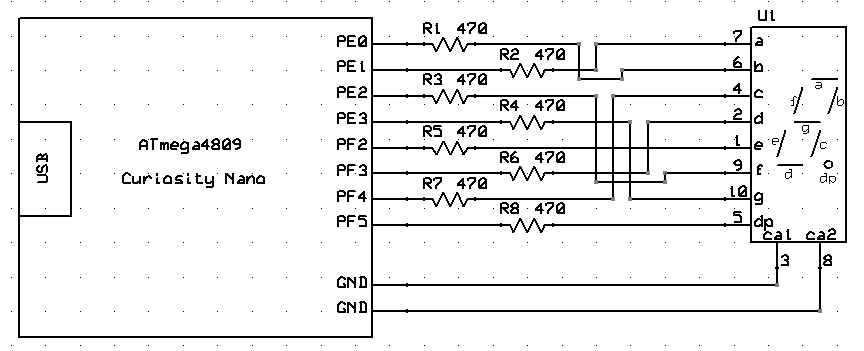 U1
PE0 R1 470 7 a
PE1 R2 470 6 b
PE2 R3 470 4 c
PE3 R4 470 2 d
PF2 R5 470 1 e
PF3 R6 470 9 f
PF4 R7 470 10 g
PF5 R8 470 5 dp
USB
ATmega4809
Curiosity Nano
a
f b
g
e c
d dp
ca1 ca2
3 8
GND
GND